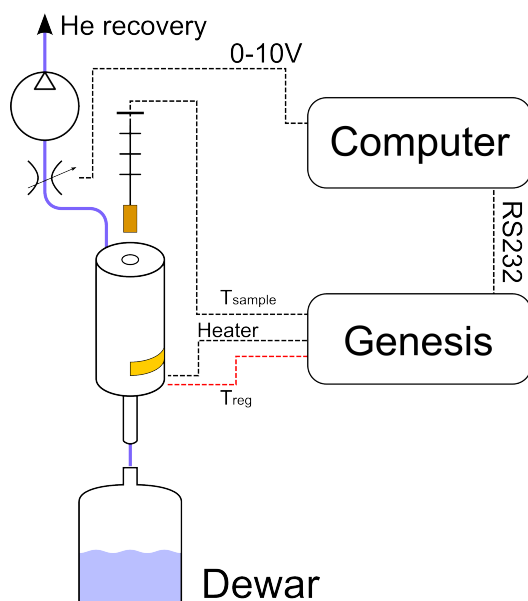 He recovery
0-10V
Computer
RS232
Tsample
Heater
Genesis
Treg
Dewar